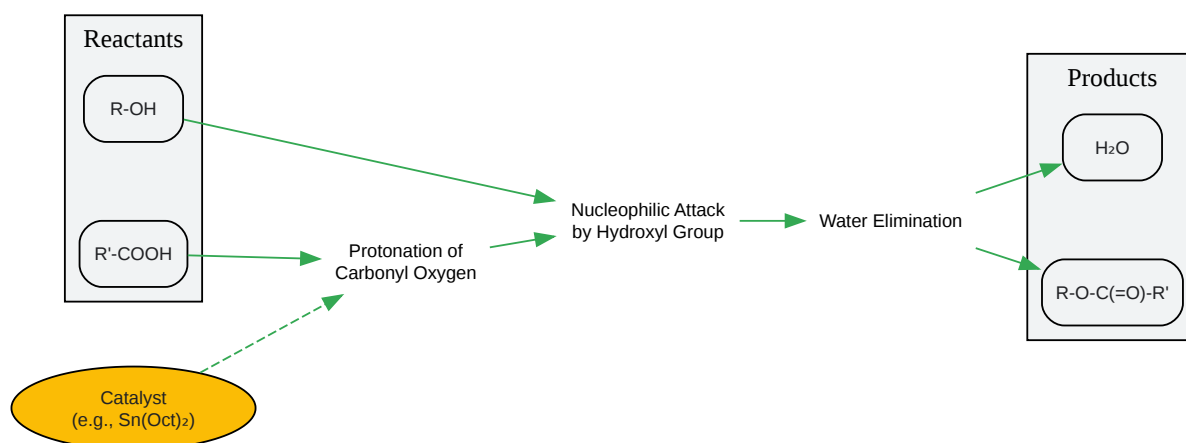 Reactants
R-OH
R'-COOH
Catalyst
(e.g., Sn(Oct)₂)
Protonation of
Carbonyl Oxygen
Nucleophilic Attack
by Hydroxyl Group
Water Elimination
Products
H₂O
R-O-C(=O)-R'